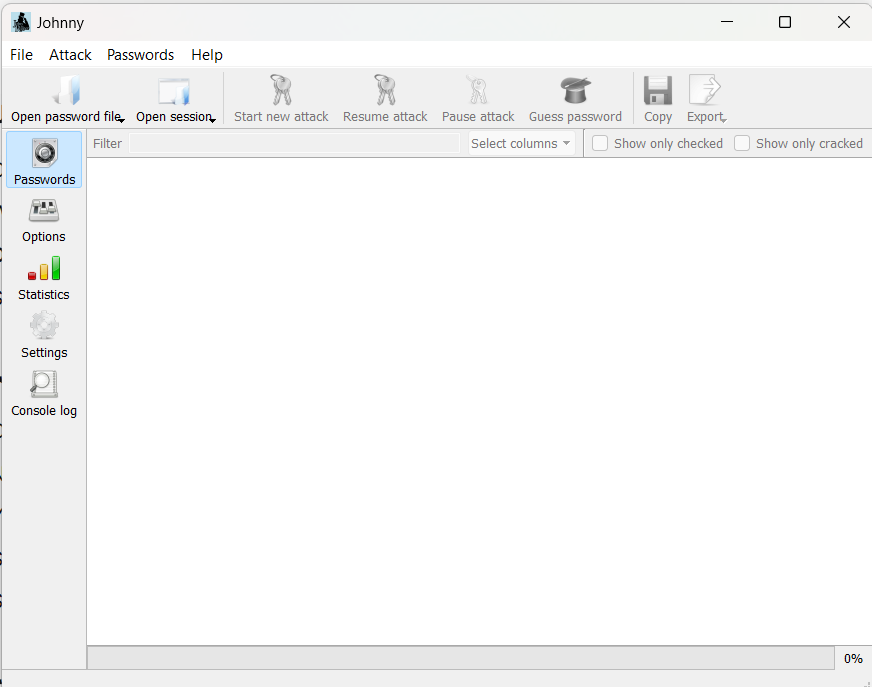 Johnny
File Attack Passwords Help
Open password file Open session Start new attack Resume attack Pause attack Guess password Copy Export
Filter Select columns Show only checked Show only cracked
Passwords
Options
Statistics
Settings
Console log
0%